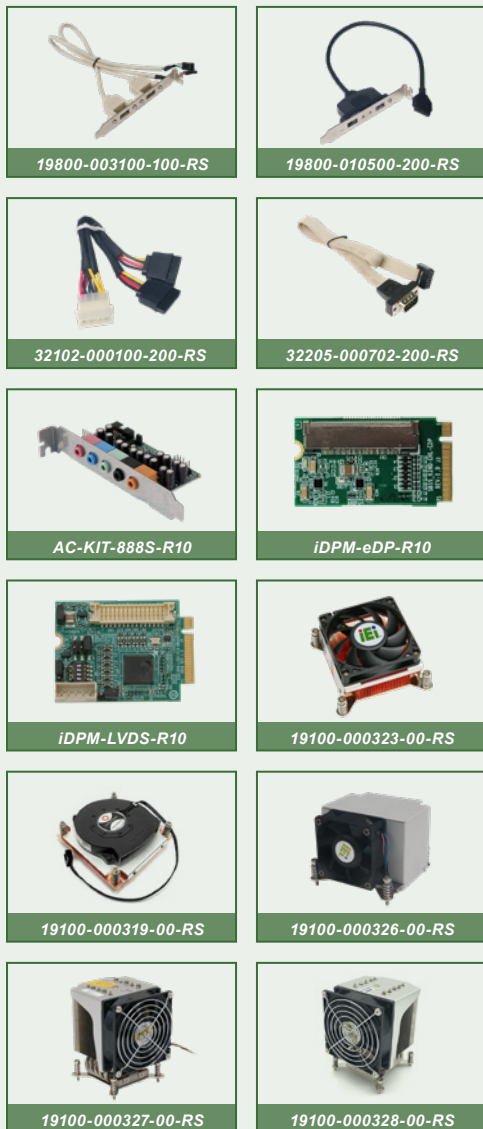 19800-003100-100-RS
19800-010500-200-RS
32102-000100-200-RS
32205-000702-200-RS
AC-KIT-888S-R10
iDPM-eDP-R10
iDPM-LVDS-R10
iEi
19100-000323-00-RS
19100-000319-00-RS
iEi
19100-000326-00-RS
19100-000327-00-RS
19100-000328-00-RS